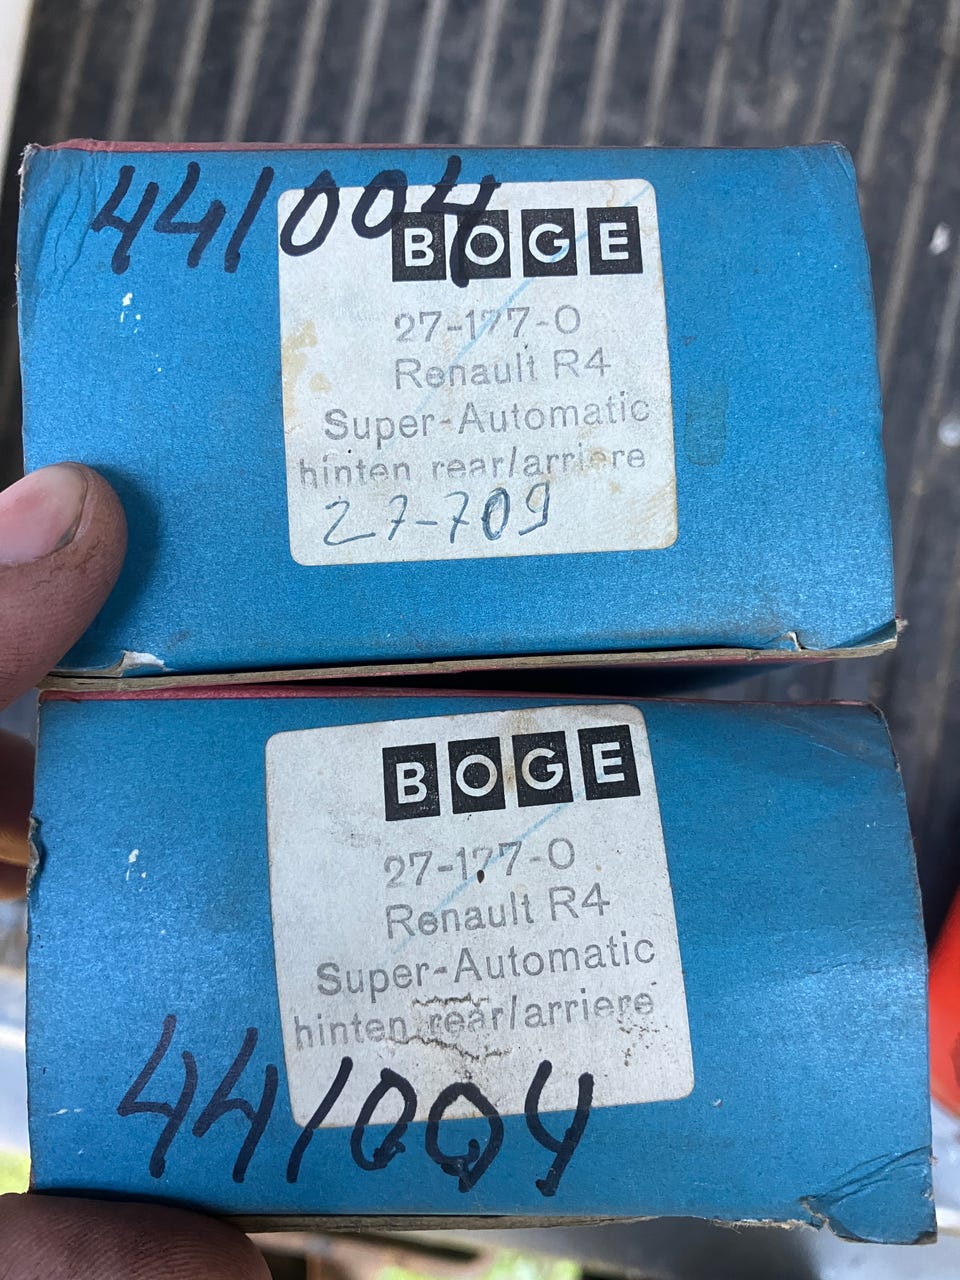 441004
BOGE
27-177-0
Renault R4
Super-Automatic
hinten rear/arriere
27-709
BOGE
27-177-0
Renault R4
Super-Automatic
hinten rear/arriere
441004